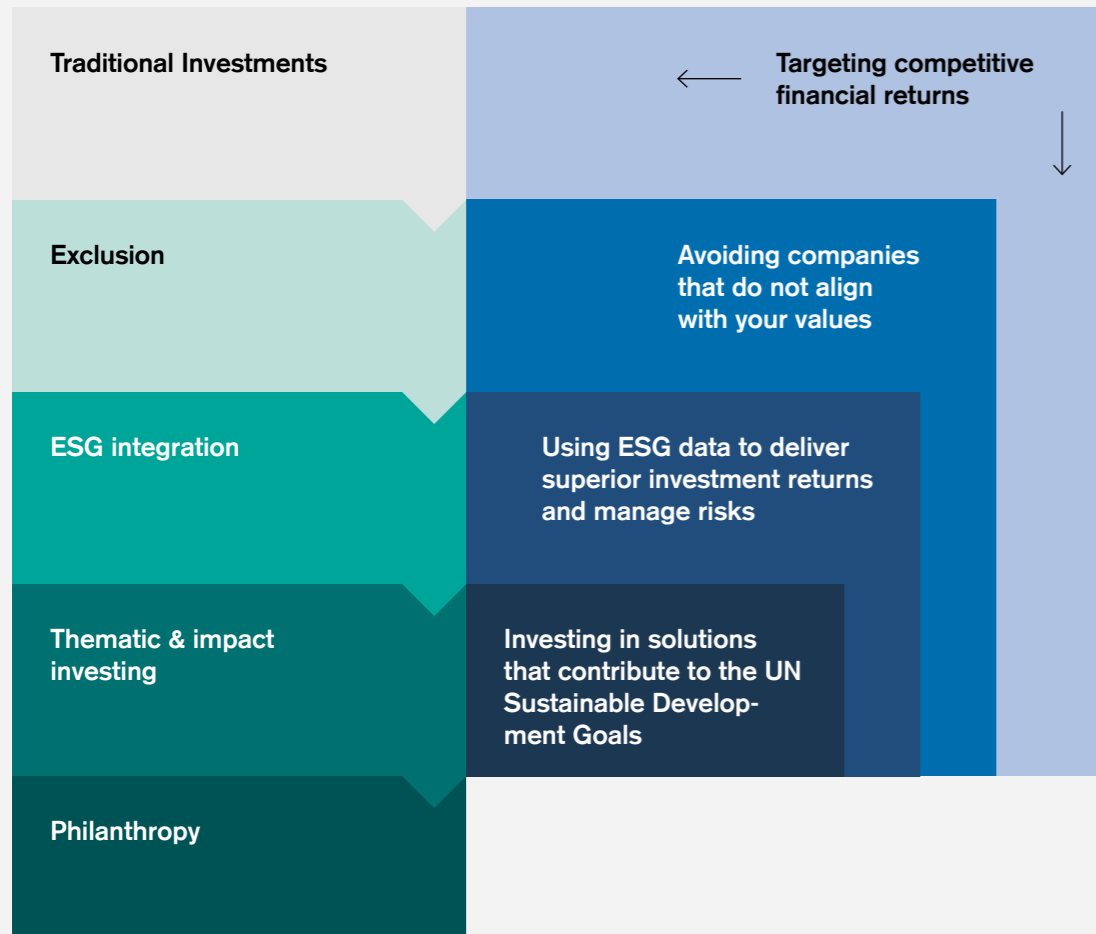 Traditional Investments
Targeting competitive
financial returns
Exclusion
Avoiding companies
that do not align
with your values
ESG integration
Using ESG data to deliver
superior investment returns
and manage risks
Thematic & impact
investing
Investing in solutions
that contribute to the UN
Sustainable Develop-
ment Goals
Philanthropy